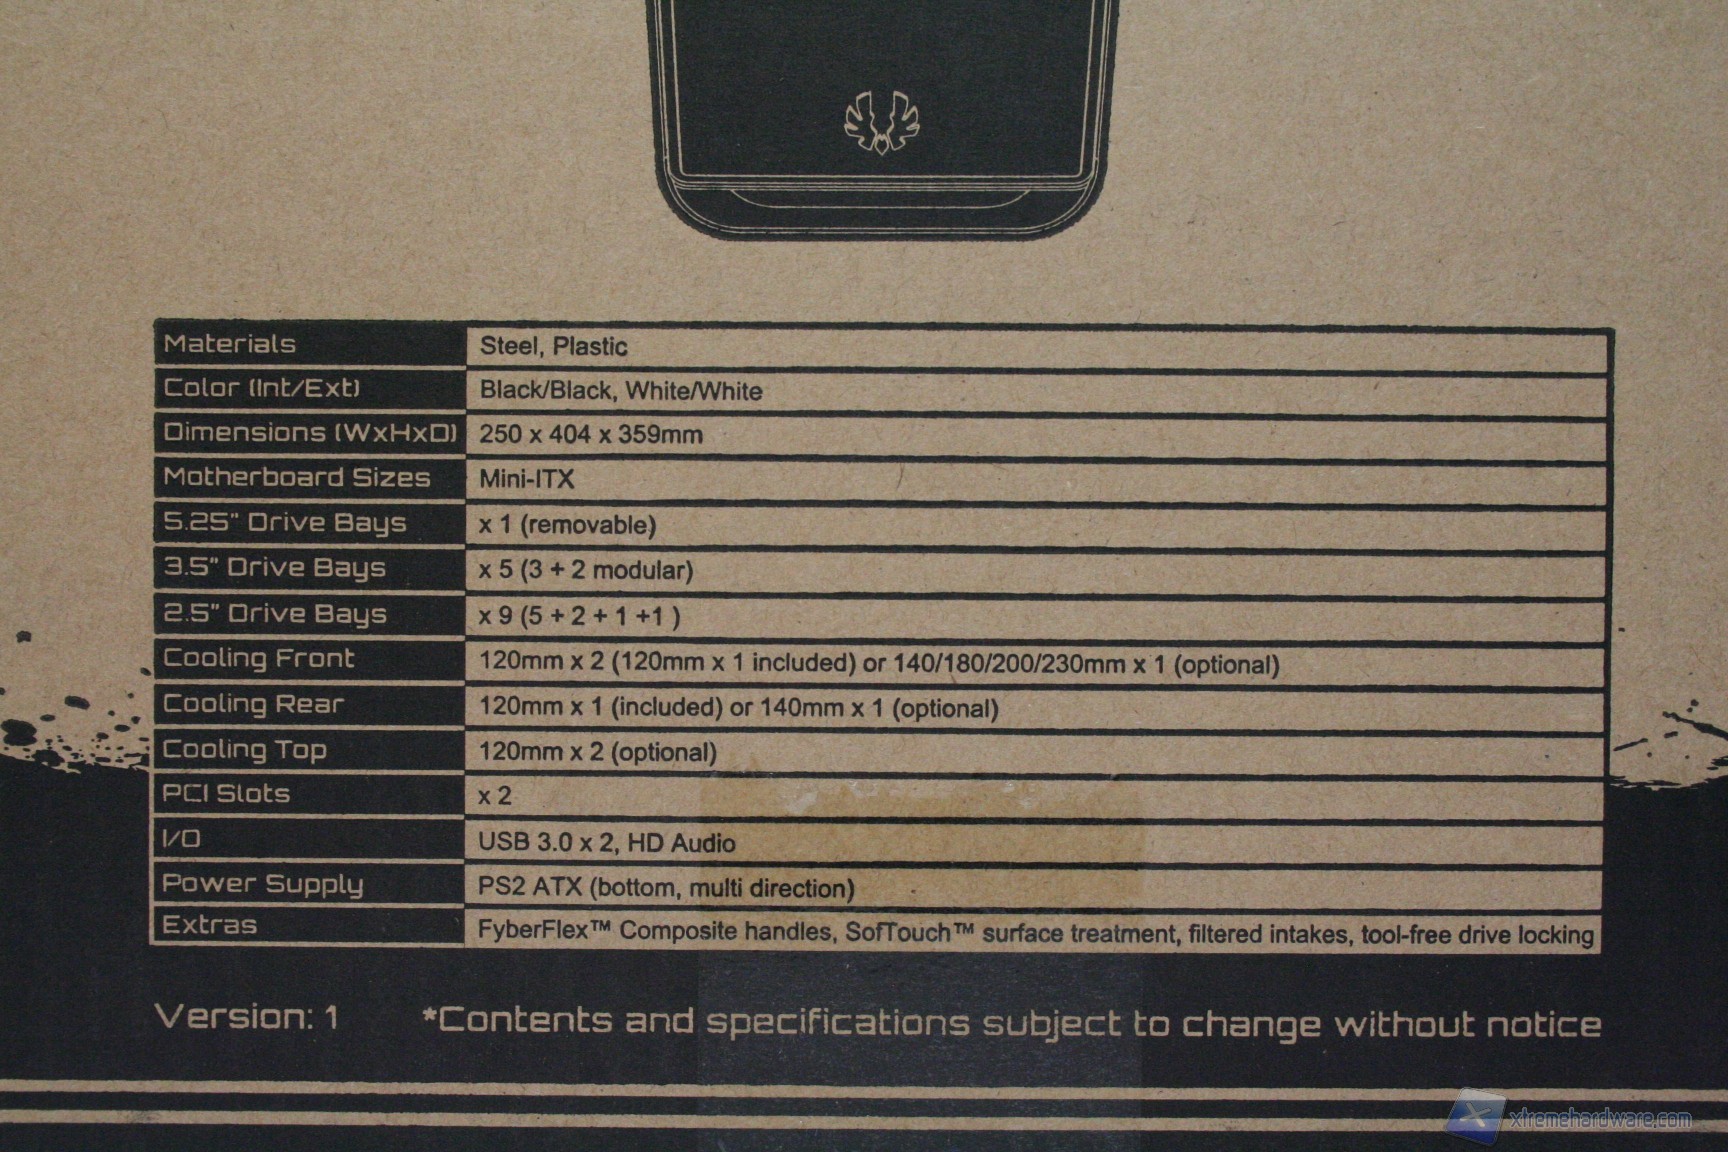 Materials Steel, Plastic
Color (Int/Ext) Black/Black, White/White
Dimensions (WxHxD) 250 x 404 x 359mm
Motherboard Sizes Mini-ITX
5.25" Drive Bays x 1 (removable)
3.5" Drive Bays x 5 (3 + 2 modular)
2.5" Drive Bays x 9 (5 + 2 + 1 +1 )
Cooling Front 120mm x 2 (120mm x 1 included) or 140/180/200/230mm x 1 (optional)
Cooling Rear 120mm x 1 (included) or 140mm x 1 (optional)
Cooling Top 120mm x 2 (optional)
PCI Slots x 2
I/O USB 3.0 x 2, HD Audio
Power Supply PS2 ATX (bottom, multi direction)
Extras FyberFlex™ Composite handles, SofTouch™ surface treatment, filtered intakes, tool-free drive locking
Version: 1 *Contents and specifications subject to change without notice
xtremehardware.com